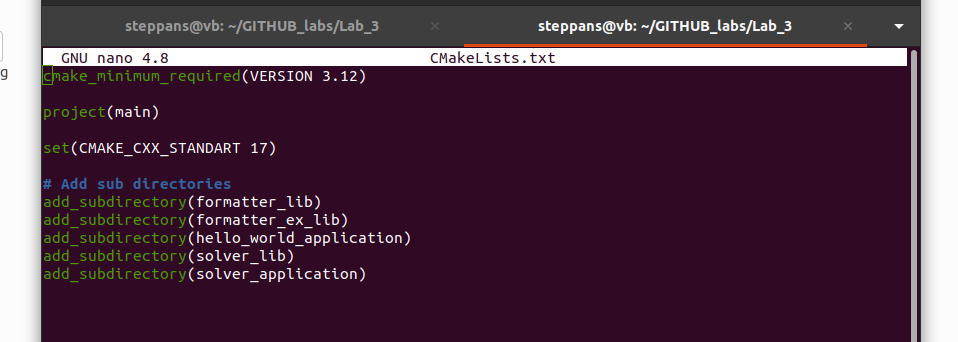 steppans@vb: ~/GITHUB_labs/Lab_3 × steppans@vb: ~/GITHUB_labs/Lab_3 ×
g
GNU nano 4.8 CMakeLists.txt
cmake_minimum_required(VERSION 3.12)
project(main)
set(CMAKE_CXX_STANDART 17)
# Add sub directories
add_subdirectory(formatter_lib)
add_subdirectory(formatter_ex_lib)
add_subdirectory(hello_world_application)
add_subdirectory(solver_lib)
add_subdirectory(solver_application)